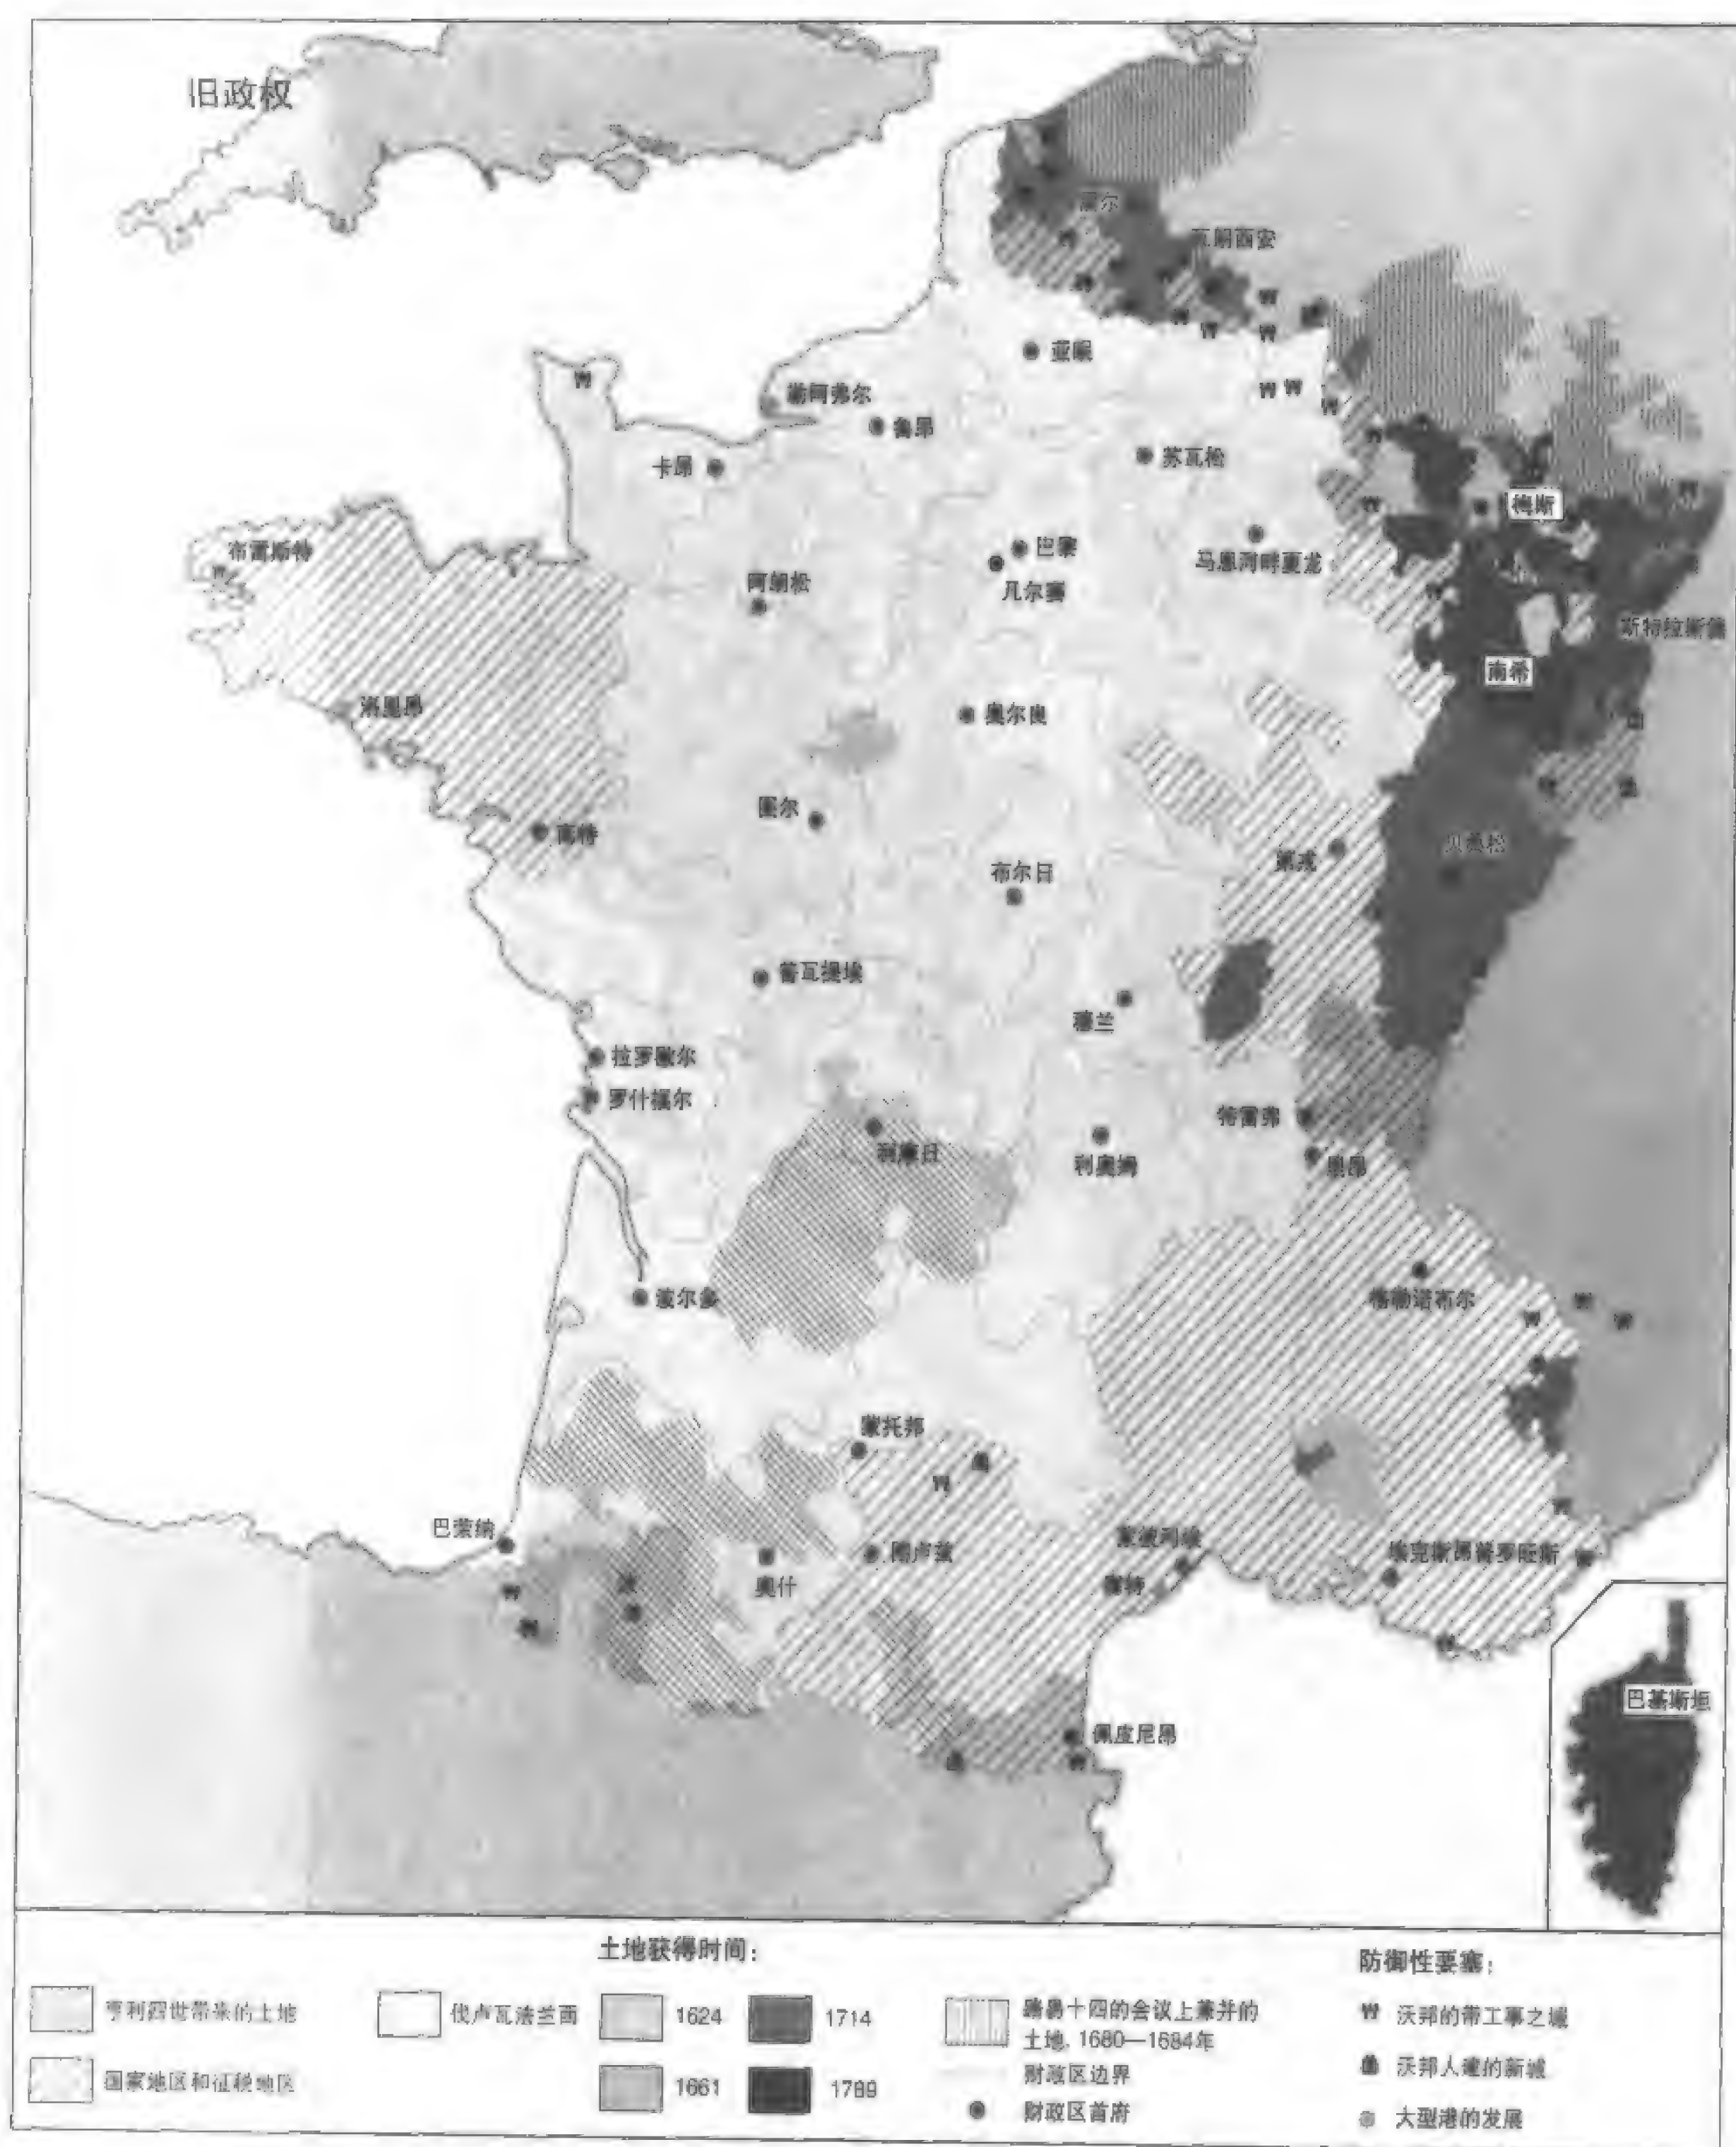 旧政权
瓦朗西安
亚眠
勒阿弗尔
鲁昂
卡昂
苏瓦松
梅斯
布雷斯特
巴黎
马恩河畔夏龙
阿朗松
凡尔赛
斯特拉斯堡
南希
洛里昂
奥尔良
图尔
南特
贝桑松
第戎
布尔日
普瓦提埃
穆兰
拉罗歇尔
罗什福尔
特雷弗
利摩日
利奥姆
里昂
波尔多
格勒诺布尔
蒙托邦
巴荣纳
图卢兹
蒙彼利埃
埃克斯昂普罗旺斯
奥什
塞特
波
巴基斯坦
佩皮尼昂
土地获得时间：
防御性要塞：
亨利四世带来的土地
伐卢瓦法兰西
1624
1714
路易十四的会议上兼并的
土地，1680—1684年
沃邦的带工事之城
国家地区和征税地区
1661
1789
财政区边界
沃邦人建的新城
财政区首府
大型港的发展